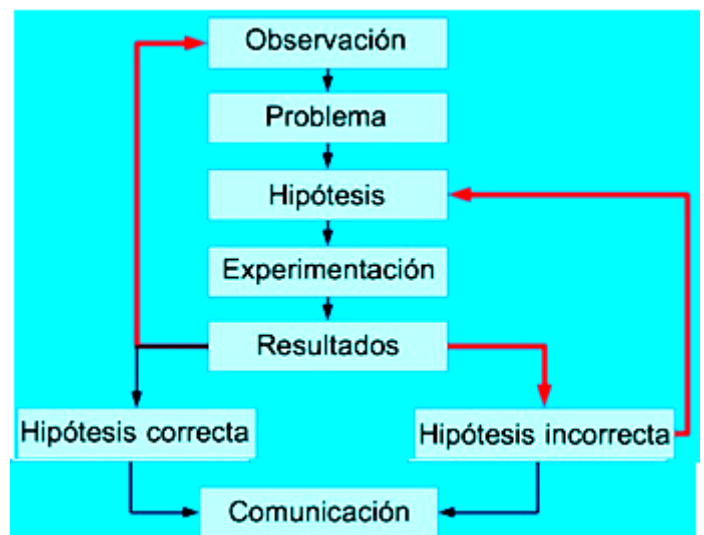 Observación
Problema
Hipótesis
Experimentación
Resultados
Hipótesis correcta
Hipótesis incorrecta
Comunicación